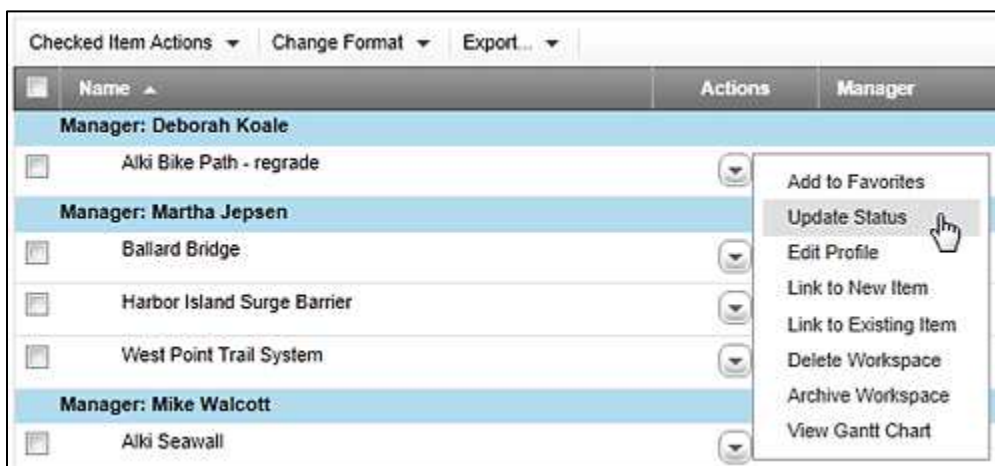 Checked Item Actions Change Format Export...
Name Actions Manager
Manager: Deborah Koale
Alki Bike Path - regrade
Add to Favorites
Manager: Martha Jepsen
Update Status
Ballard Bridge
Edit Profile
Link to New Item
Harbor Island Surge Barrier
Link to Existing Item
West Point Trail System
Delete Workspace
Manager: Mike Walcott
Archive Workspace
Alki Seawall
View Gantt Chart